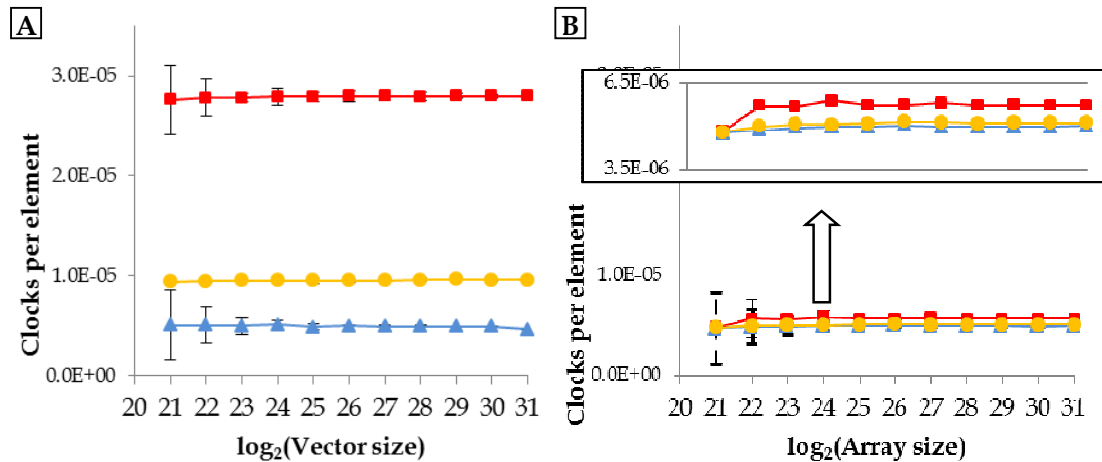 A
Clocks per element
3.0E-05
2.0E-05
1.0E-05
0.0E+00
20 21 22 23 24 25 26 27 28 29 30 31
log2(Vector size)
B
Clocks per element
6.5E-06
3.5E-06
1.0E-05
0.0E+00
20 21 22 23 24 25 26 27 28 29 30 31
log2(Array size)